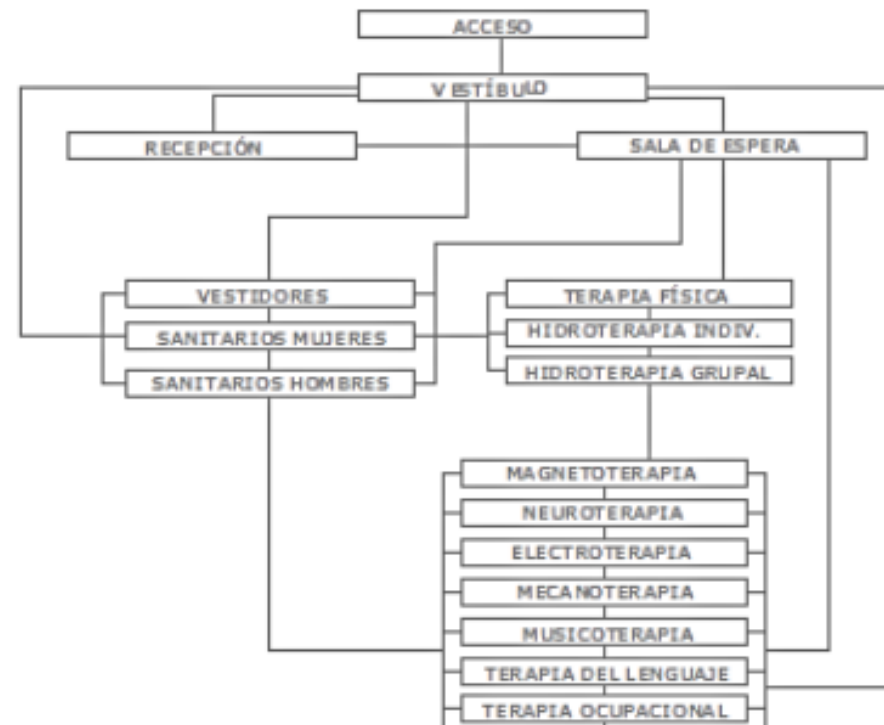 ACCESO
VESTÍBULO
RECEPCIÓN
SALA DE ESPERA
VESTIDORES
SANITARIOS MUJERES
SANITARIOS HOMBRES
TERAPIA FÍSICA
HIDROTERAPIA INDIV.
HIDROTERAPIA GRUPAL
MAGNETOTERAPIA
NEUROTERAPIA
ELECTROTERAPIA
MECANOTERAPIA
MUSICOTERAPIA
TERAPIA DEL LENGUAJE
TERAPIA OCUPACIONAL